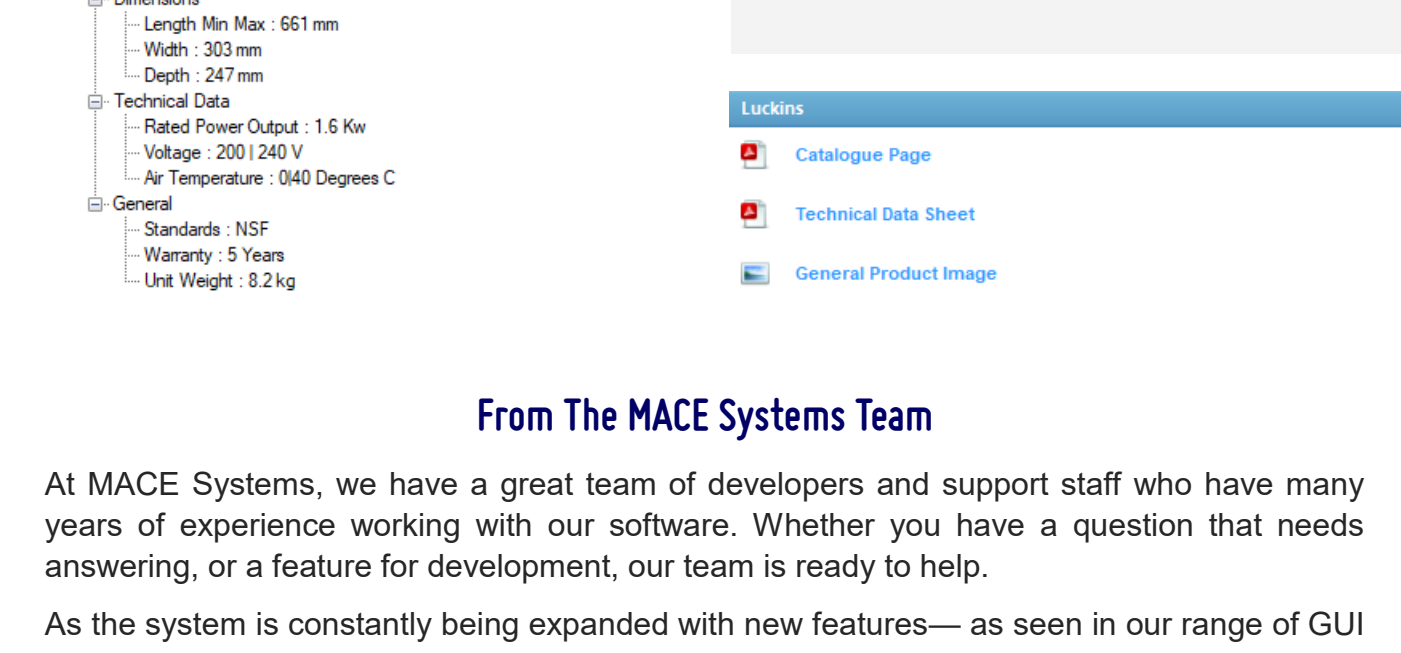 Dimensions
Length Min Max : 661 mm
Width : 303 mm
Depth : 247 mm
Technical Data
Rated Power Output : 1.6 Kw
Voltage : 200 | 240 V
Air Temperature : 0|40 Degrees C
General
Standards : NSF
Warranty : 5 Years
Unit Weight : 8.2 kg
Luckins
Catalogue Page
Technical Data Sheet
General Product Image
From The MACE Systems Team
At MACE Systems, we have a great team of developers and support staff who have many
years of experience working with our software. Whether you have a question that needs
answering, or a feature for development, our team is ready to help.
As the system is constantly being expanded with new features— as seen in our range of GUI